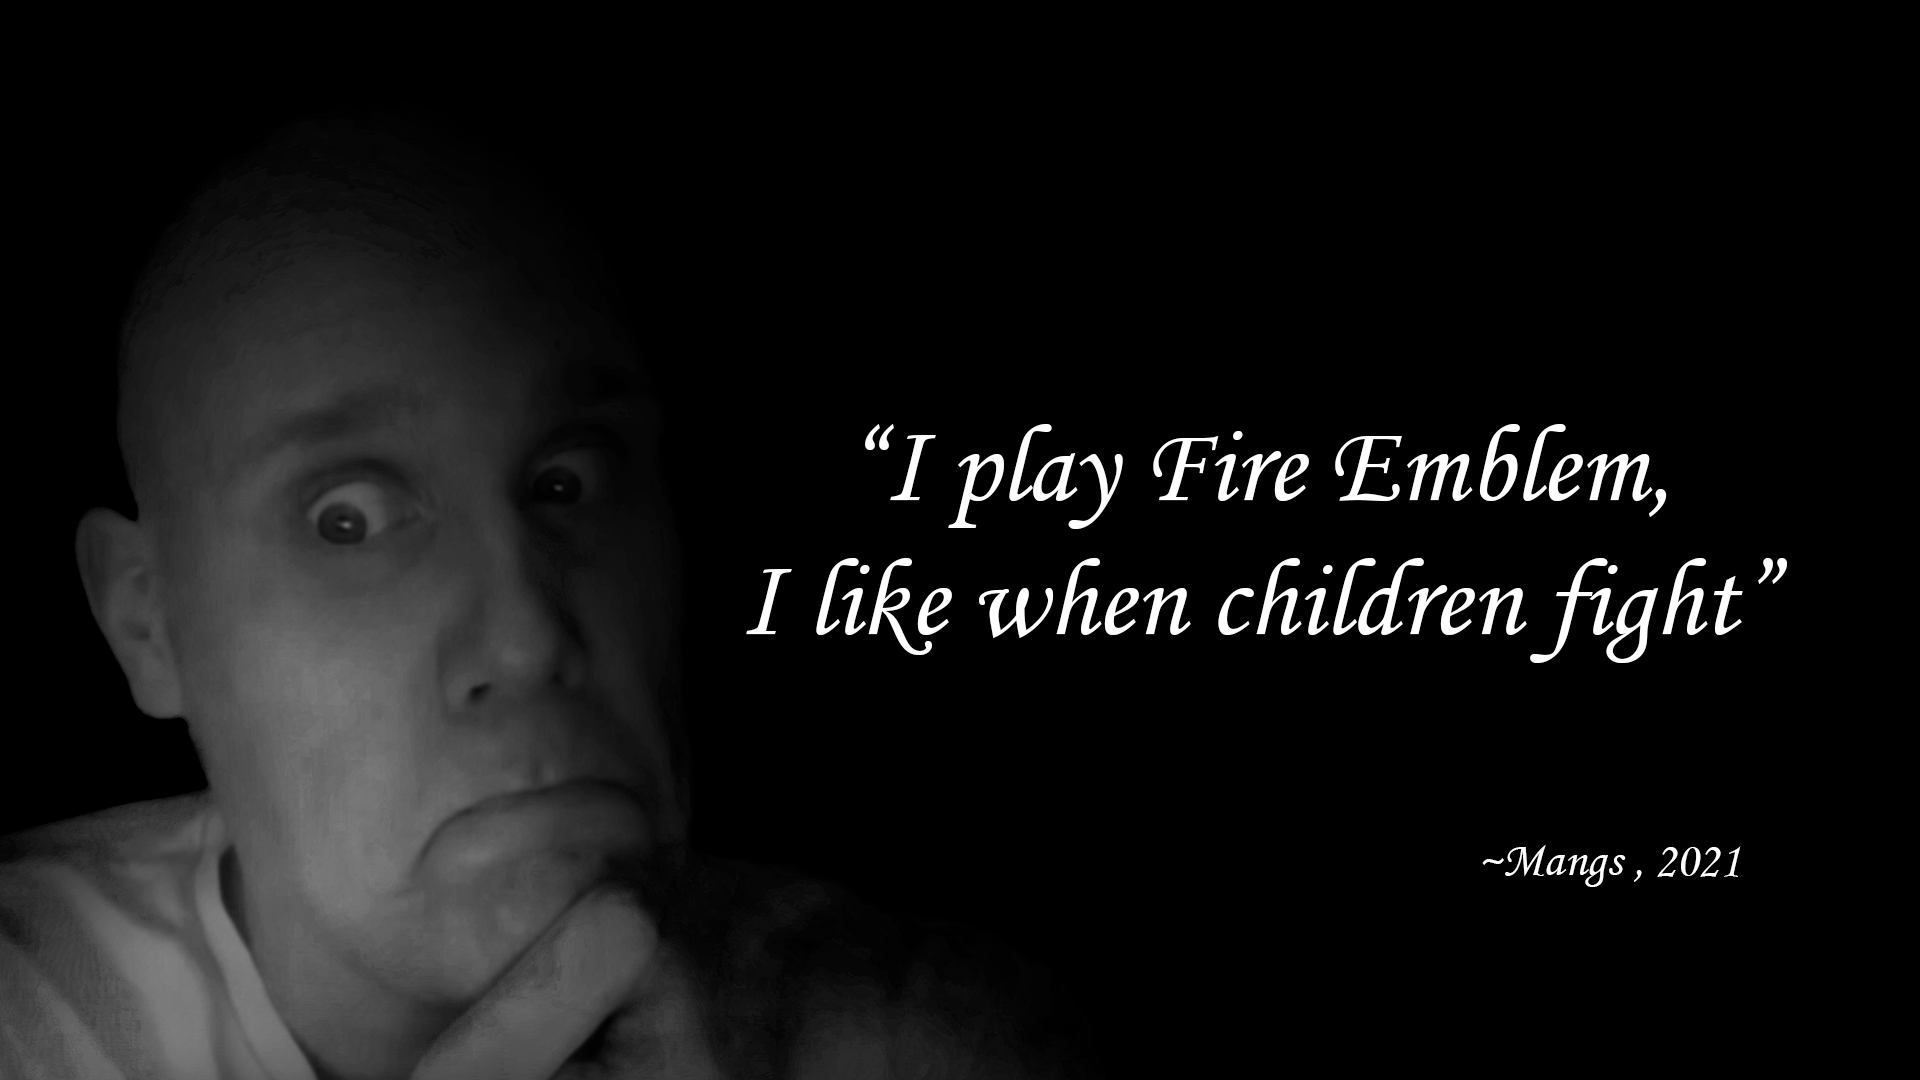 “I play Fire Emblem,
I like when children fight”
~Mangs , 2021